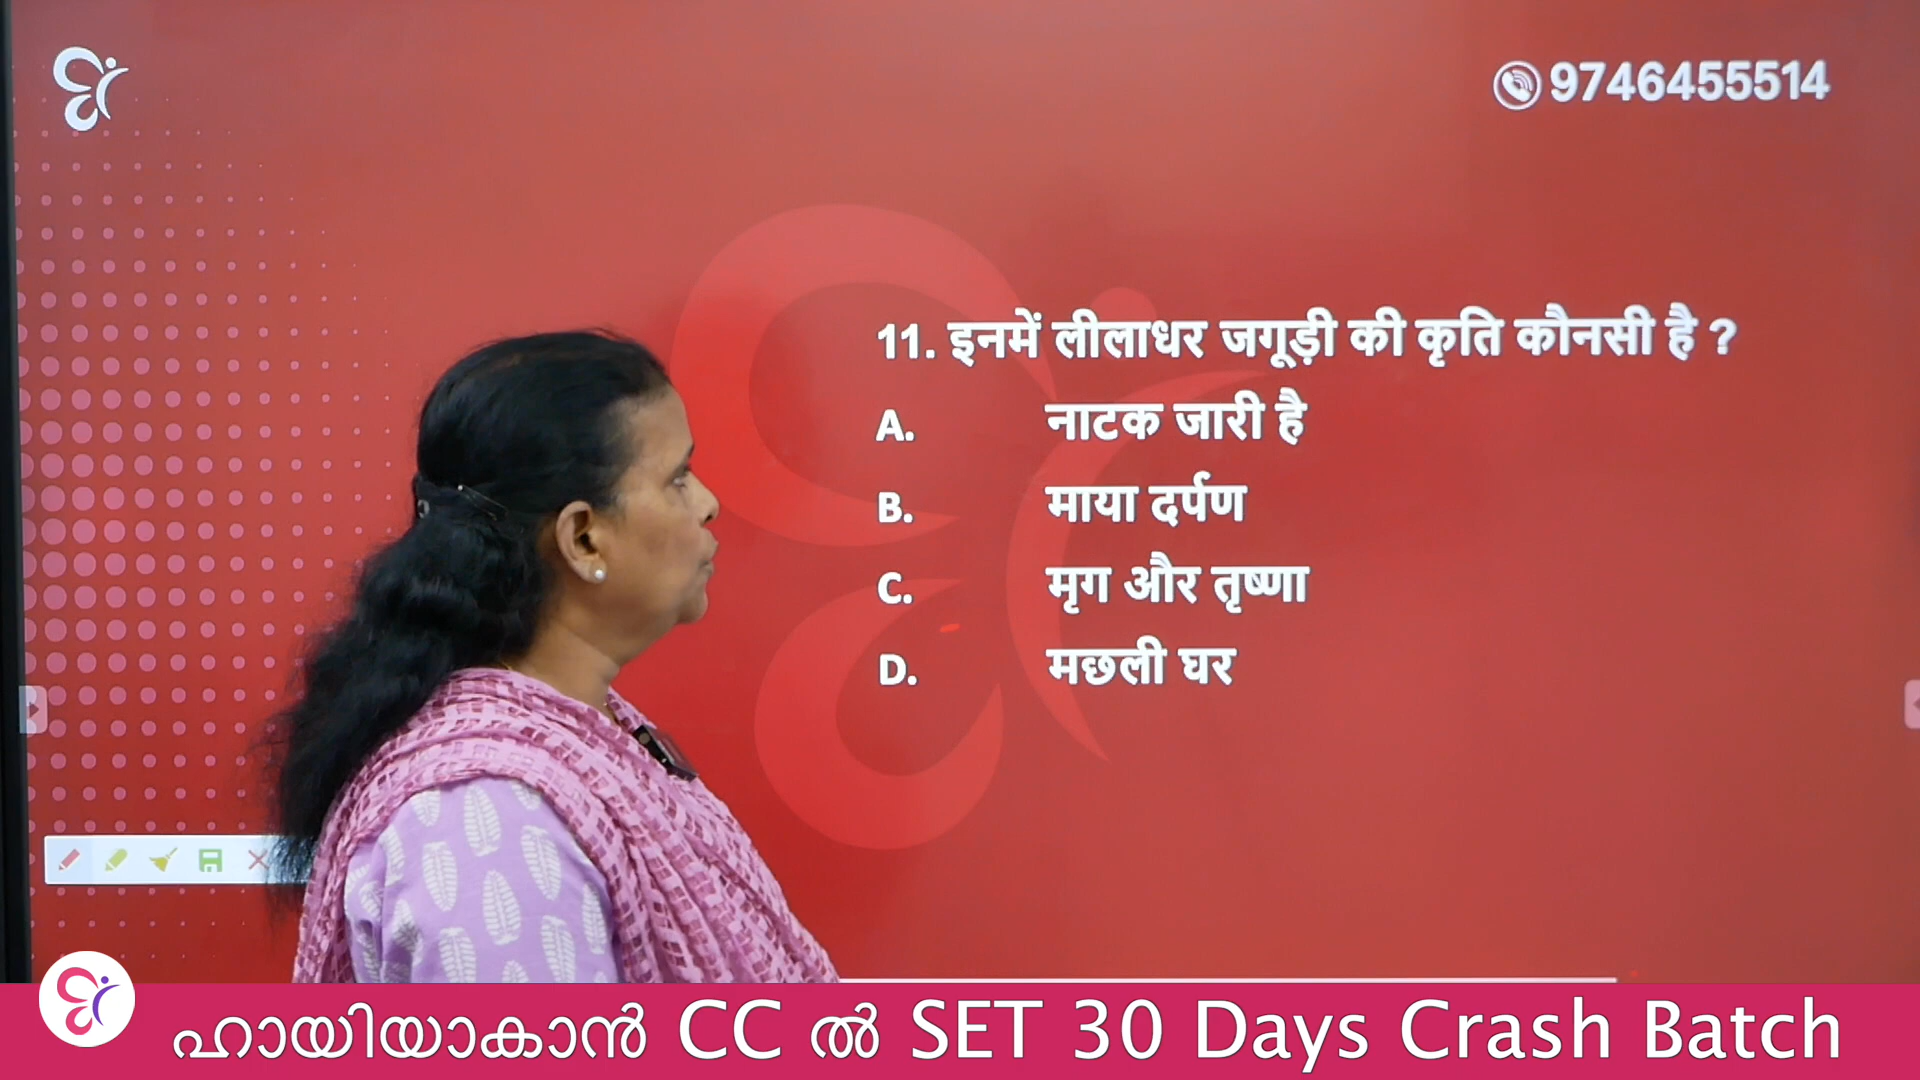 9746455514
11. इनमें लीलाधर जगूड़ी की कृति कौनसी है ?
A. नाटक जारी है
B. माया दर्पण
C. मृग और तृष्णा
D. मछली घर
ഹായിയാകാൻ CC ൽ SET 30 Days Crash Batch